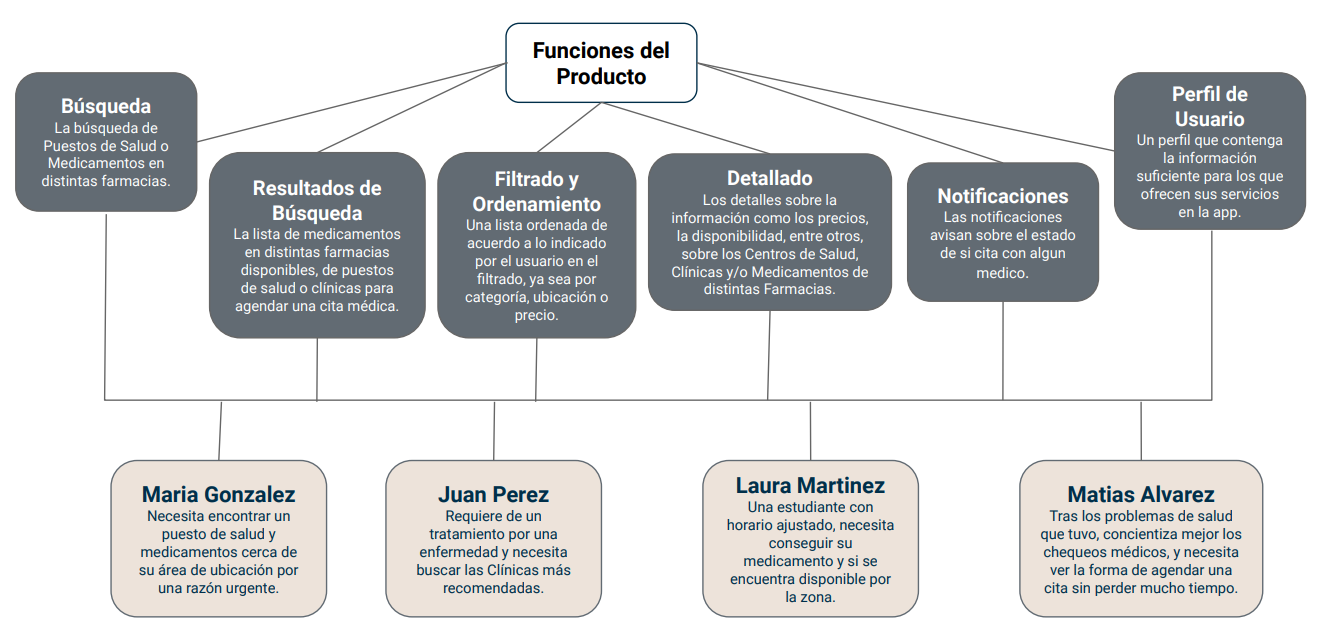 Funciones del
Producto
Búsqueda
La búsqueda de
Puestos de Salud o
Medicamentos en
distintas farmacias.
Resultados de
Búsqueda
La lista de medicamentos
en distintas farmacias
disponibles, de puestos
de salud o clínicas para
agendar una cita médica.
Filtrado y
Ordenamiento
Una lista ordenada de
acuerdo a lo indicado
por el usuario en el
filtrado, ya sea por
categoría, ubicación o
precio.
Detallado
Los detalles sobre la
información como los precios,
la disponibilidad, entre otros,
sobre los Centros de Salud,
Clínicas y/o Medicamentos de
distintas Farmacias.
Notificaciones
Las notificaciones
avisan sobre el estado
de si cita con algun
medico.
Perfil de
Usuario
Un perfil que contenga
la información
suficiente para los que
ofrecen sus servicios
en la app.
Maria Gonzalez
Necesita encontrar un
puesto de salud y
medicamentos cerca de
su área de ubicación por
una razón urgente.
Juan Perez
Requiere de un
tratamiento por una
enfermedad y necesita
buscar las Clínicas más
recomendadas.
Laura Martinez
Una estudiante con
horario ajustado, necesita
conseguir su
medicamento y si se
encuentra disponible por
la zona.
Matias Alvarez
Tras los problemas de salud
que tuvo, concientiza mejor los
chequeos médicos, y necesita
ver la forma de agendar una
cita sin perder mucho tiempo.